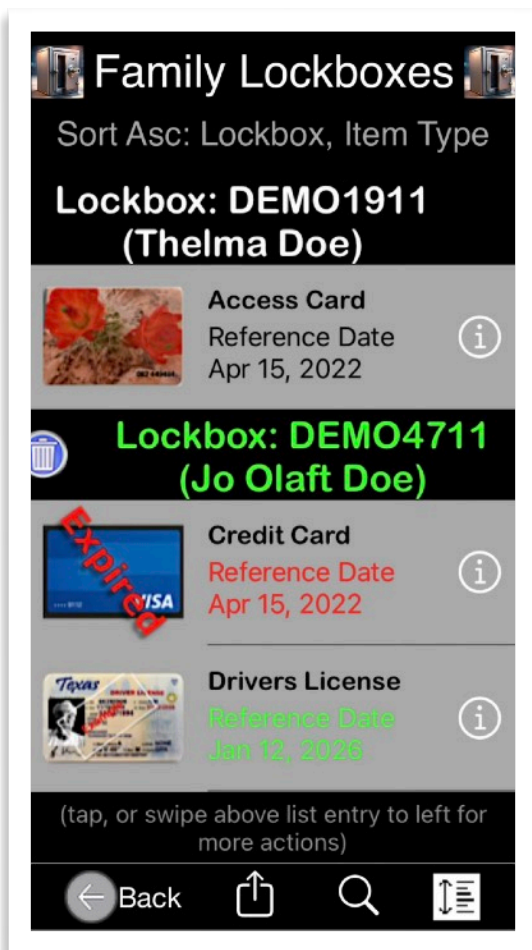 Family Lockboxes
Sort Asc: Lockbox, Item Type
Lockbox: DEMO1911
(Thelma Doe)
Access Card
Reference Date
Apr 15, 2022
Lockbox: DEMO4711
(Jo Olaft Doe)
Expired
VISA
Credit Card
Reference Date
Apr 15, 2022
Texas
DRIVER LICENSE
Drivers License
Reference Date
Jan 12, 2026
(tap, or swipe above list entry to left for
more actions)
Back